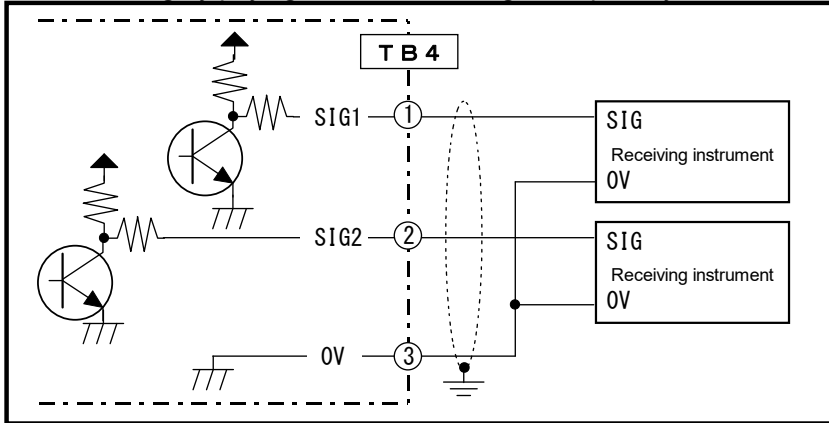 TB4
SIG1
1
SIG
Receiving instrument
0V
SIG2
2
SIG
Receiving instrument
0V
0V
3